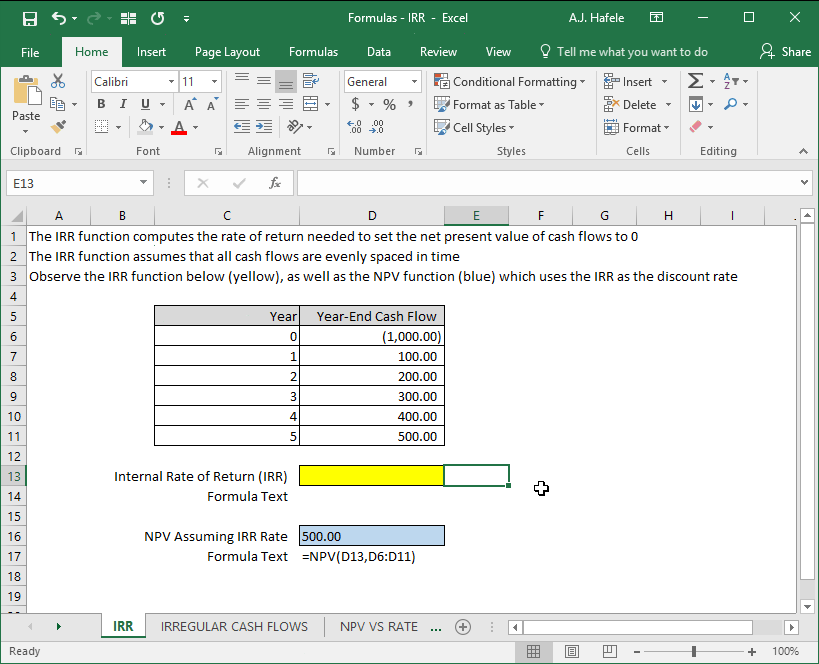 Formulas - IRR - Excel
A.J. Hafele
File Home Insert Page Layout Formulas Data Review View Tell me what you want to do Share
Paste
Calibri 11
B I U A A
A
General
$ % ,
.00
.00
Conditional Formatting
Format as Table
Cell Styles
Insert
Delete
Format
Σ A Z
Clipboard Font Alignment Number Styles Cells Editing
E13 fx
A B C D E F G H I
1 The IRR function computes the rate of return needed to set the net present value of cash flows to 0
2 The IRR function assumes that all cash flows are evenly spaced in time
3 Observe the IRR function below (yellow), as well as the NPV function (blue) which uses the IRR as the discount rate
4
5 Year Year-End Cash Flow
6 0 (1,000.00)
7 1 100.00
8 2 200.00
9 3 300.00
10 4 400.00
11 5 500.00
12
13 Internal Rate of Return (IRR)
14 Formula Text
15
16 NPV Assuming IRR Rate 500.00
17 Formula Text =NPV(D13,D6:D11)
18
19
IRR IRREGULAR CASH FLOWS NPV VS RATE ...
Ready 100%